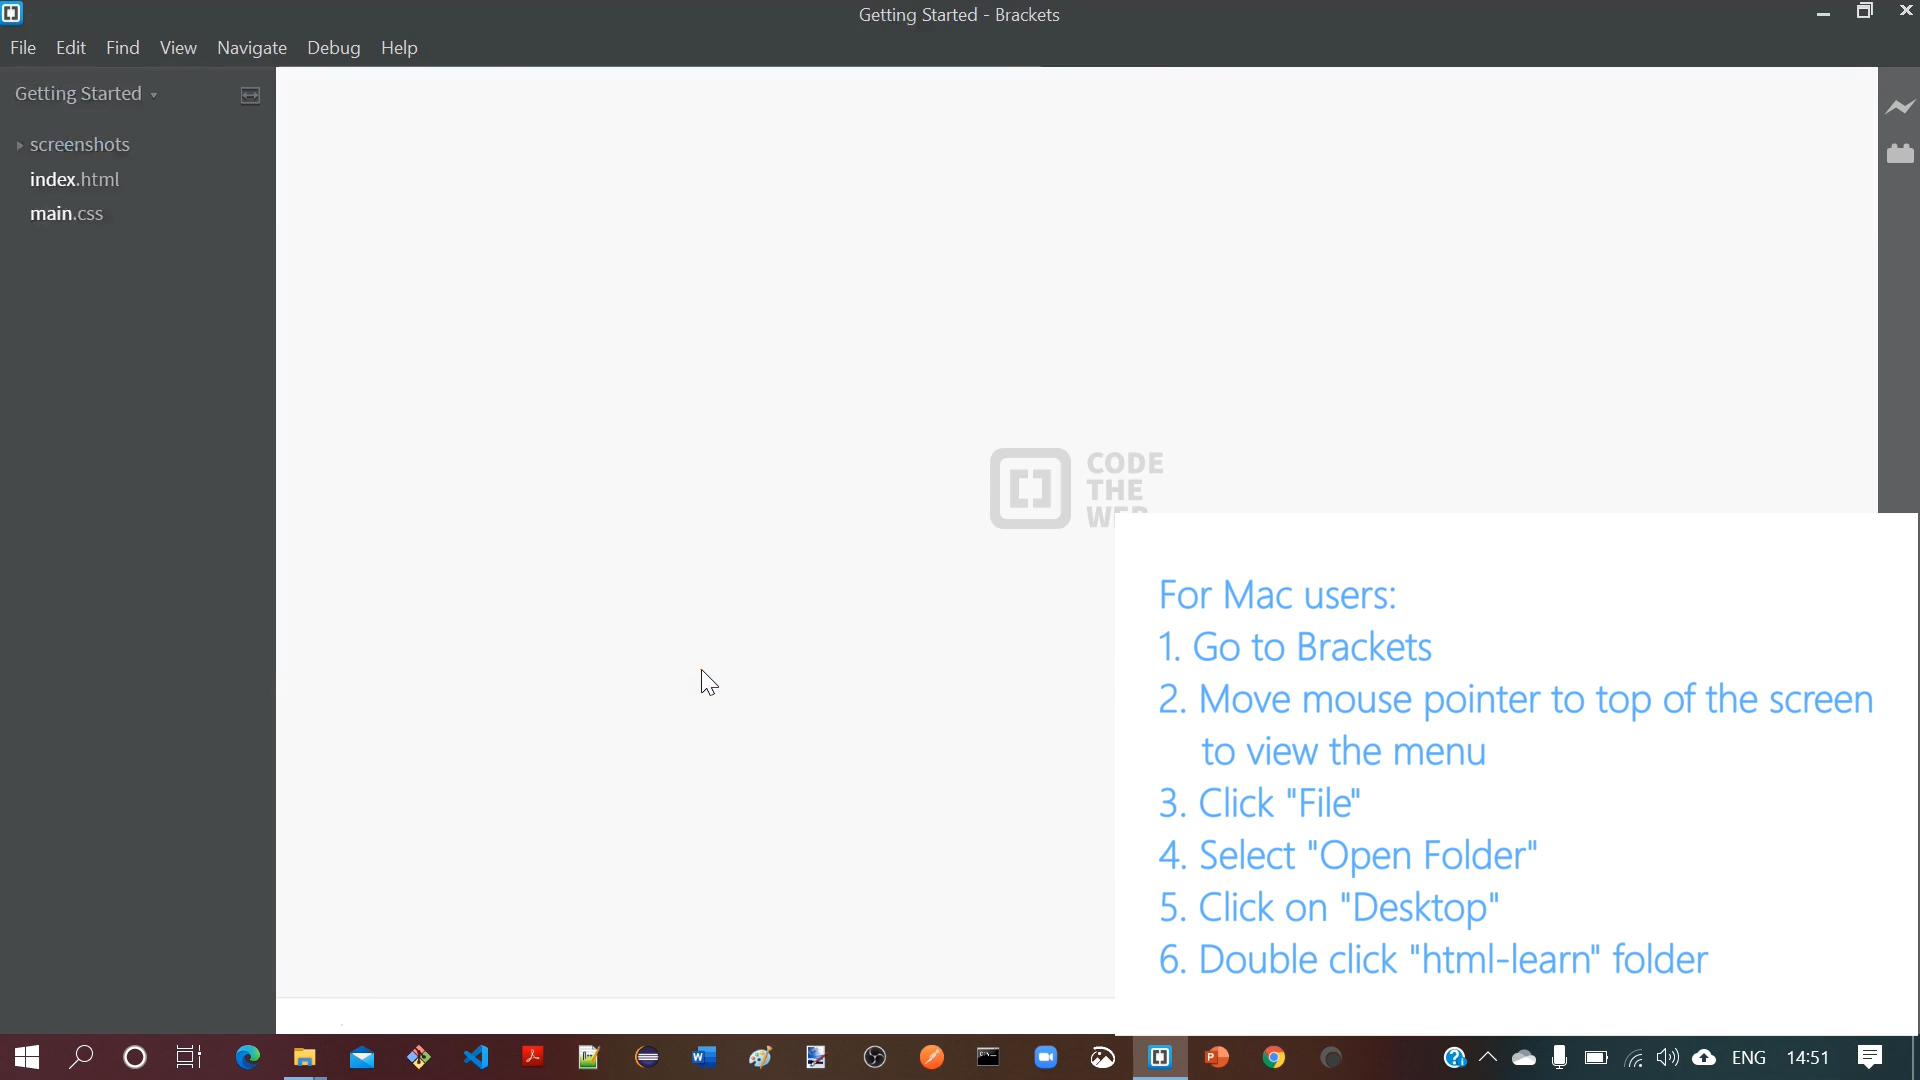 Getting Started - Brackets
File Edit Find View Navigate Debug Help
Getting Started
screenshots
index.html
main.css
CODE
THE
For Mac users:
1. Go to Brackets
2. Move mouse pointer to top of the screen
to view the menu
3. Click "File"
4. Select "Open Folder"
5. Click on "Desktop"
6. Double click "html-learn" folder
ENG 14:51